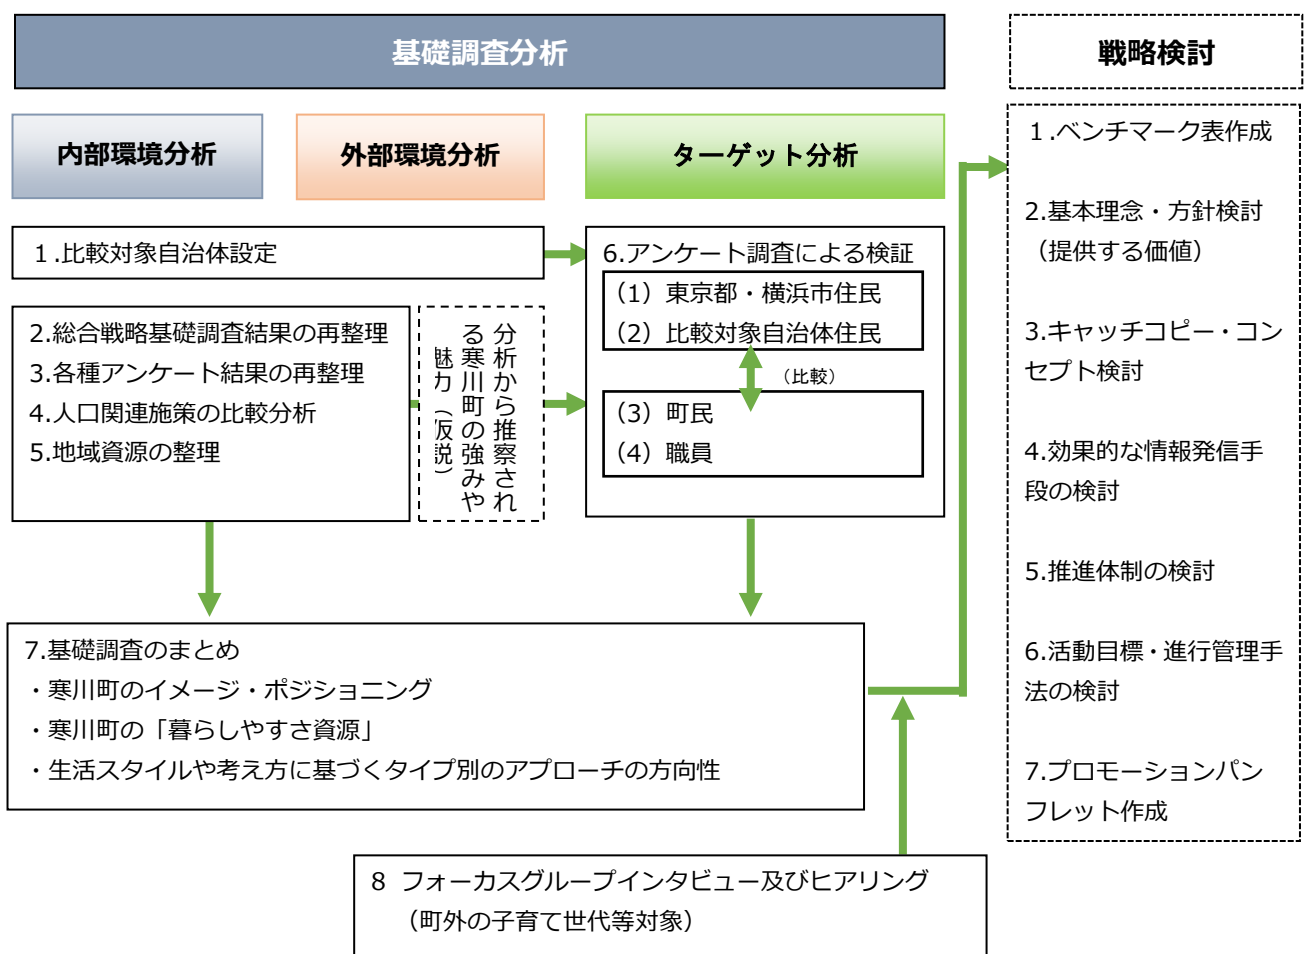 基礎調査分析
戦略検討
内部環境分析
外部環境分析
ターゲット分析
１.比較対象自治体設定
2.総合戦略基礎調査結果の再整理
3.各種アンケート結果の再整理
4.人口関連施策の比較分析
5.地域資源の整理
分析から推察され
る寒川町の強みや
魅力（仮説）
6.アンケート調査による検証
（1）東京都・横浜市住民
（2）比較対象自治体住民
（比較）
（3）町民
（4）職員
7.基礎調査のまとめ
・寒川町のイメージ・ポジショニング
・寒川町の「暮らしやすさ資源」
・生活スタイルや考え方に基づくタイプ別のアプローチの方向性
8 フォーカスグループインタビュー及びヒアリング
（町外の子育て世代等対象）
１.ベンチマーク表作成
2.基本理念・方針検討
（提供する価値）
3.キャッチコピー・コン
セプト検討
4.効果的な情報発信手
段の検討
5.推進体制の検討
6.活動目標・進行管理手
法の検討
7.プロモーションパン
フレット作成